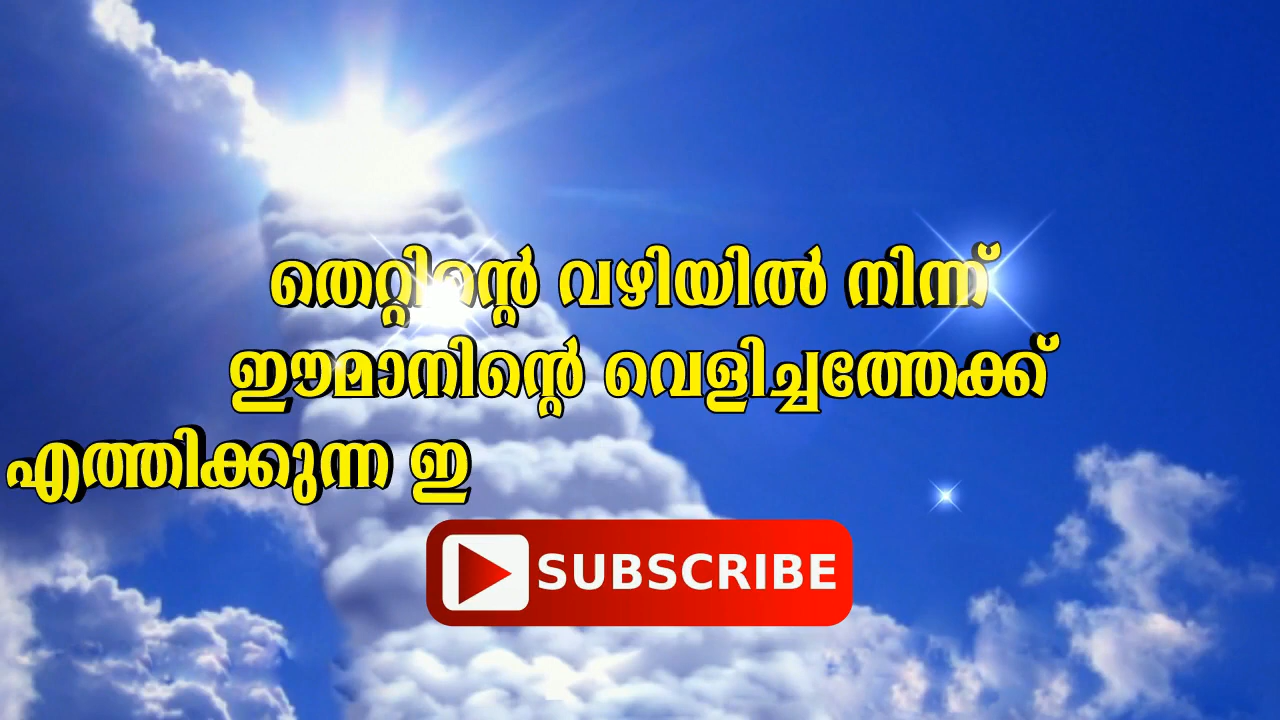 തെറ്റിന്റെ വഴിയിൽ നിന്ന്
ഈമാനിന്റെ വെളിച്ചത്തേക്ക്
എത്തിക്കുന്ന ഇ
SUBSCRIBE